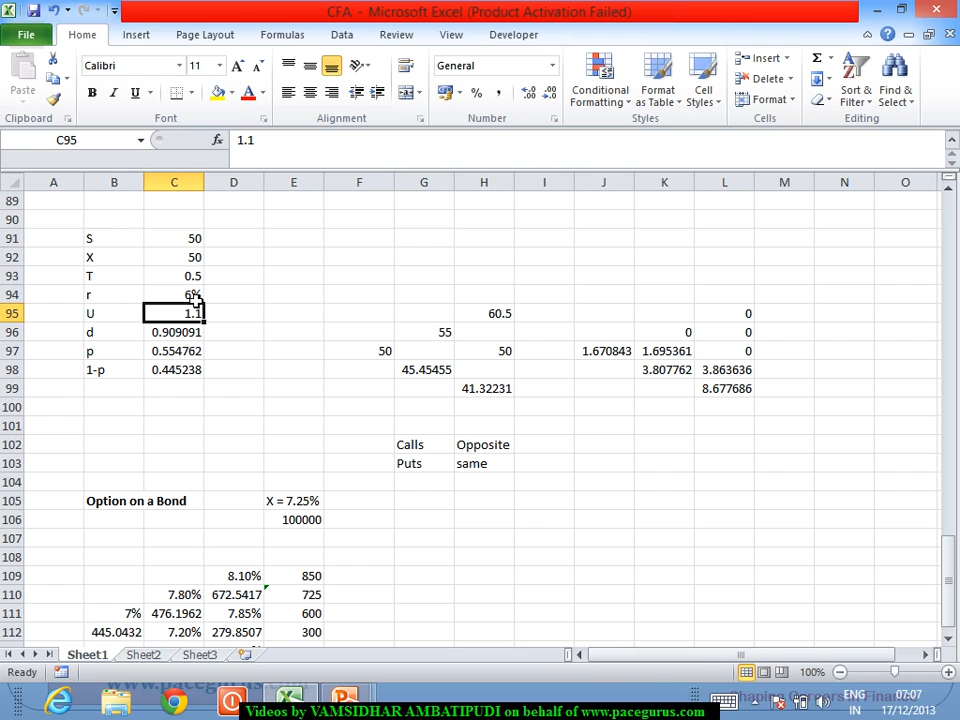 CFA - Microsoft Excel (Product Activation Failed)
File Home Insert Page Layout Formulas Data Review View Developer
Paste Calibri 11 General Conditional Formatting Format as Table Cell Styles Insert Delete Format Sort & Filter Find & Select
Clipboard Font Alignment Number Styles Cells Editing
C95 fx 1.1
A B C D E F G H I J K L M N O
89
90
91 S 50
92 X 50
93 T 0.5
94 r 6%
95 U 1.1 60.5 0
96 d 0.909091 55 0 0
97 p 0.554762 50 50 1.670843 1.695361 0
98 1-p 0.445238 45.45455 3.807762 3.863636
99 41.32231 8.677686
100
101
102 Calls Opposite
103 Puts same
104
105 Option on a Bond X = 7.25%
106 100000
107
108
109 8.10% 850
110 7.80% 672.5417 725
111 7% 476.1962 7.85% 600
112 445.0432 7.20% 279.8507 300
Sheet1 Sheet2 Sheet3
Ready 100%
www.pacegurus.com
Shaping Careers in Finance
ENG 07:07
IN 17/12/2013
Videos by VAMSIDHAR AMBATIPUDI on behalf of www.pacegurus.com